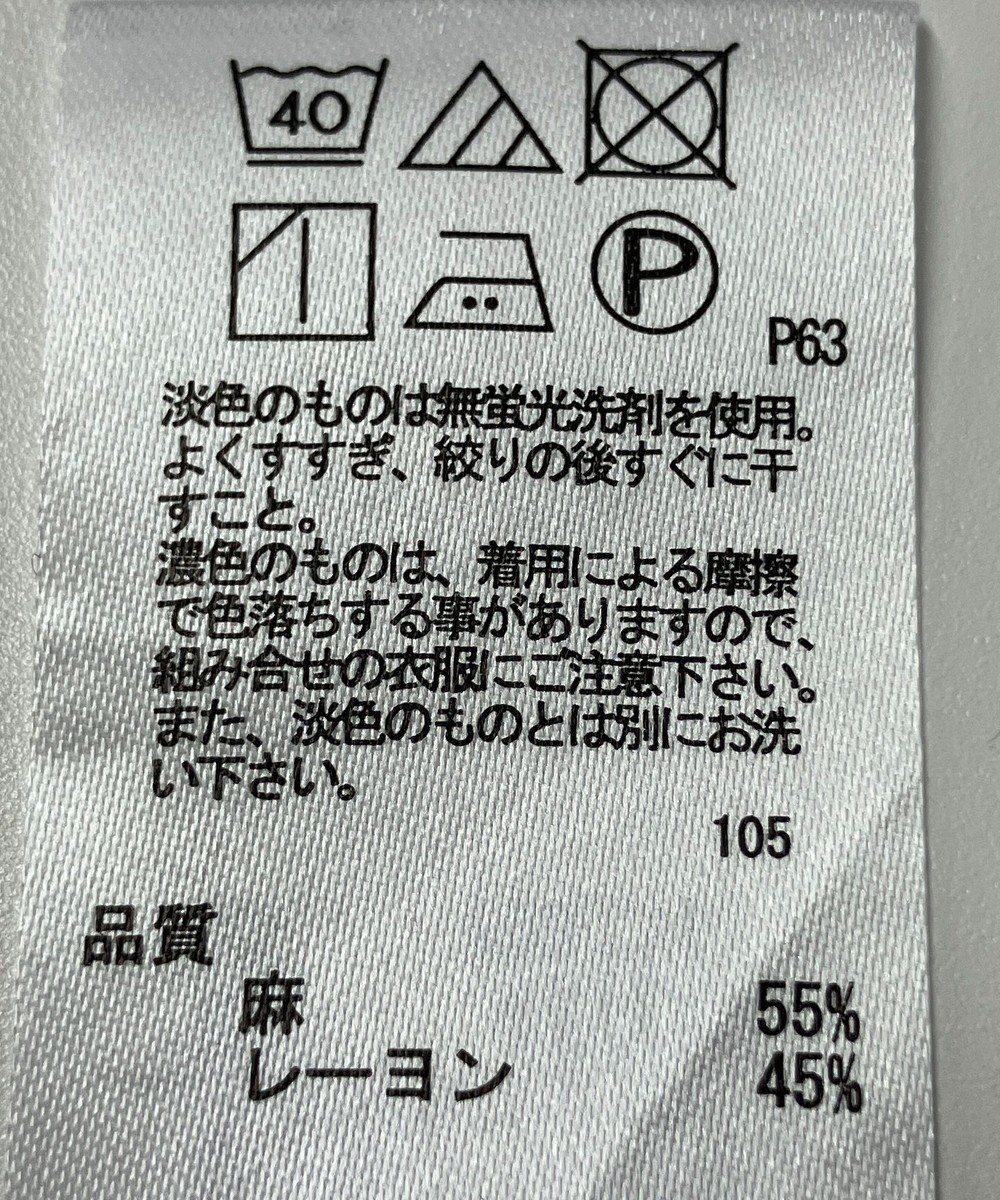 40
P
P63
淡色のものは無蛍光洗剤を使用。
よくすすぎ、絞りの後すぐに干
すこと。
濃色のものは、着用による摩擦
で色落ちする事がありますので、
組み合せの衣服にご注意下さい。
また、淡色のものとは別にお洗
い下さい。
105
品質
麻 55%
レーヨン 45%